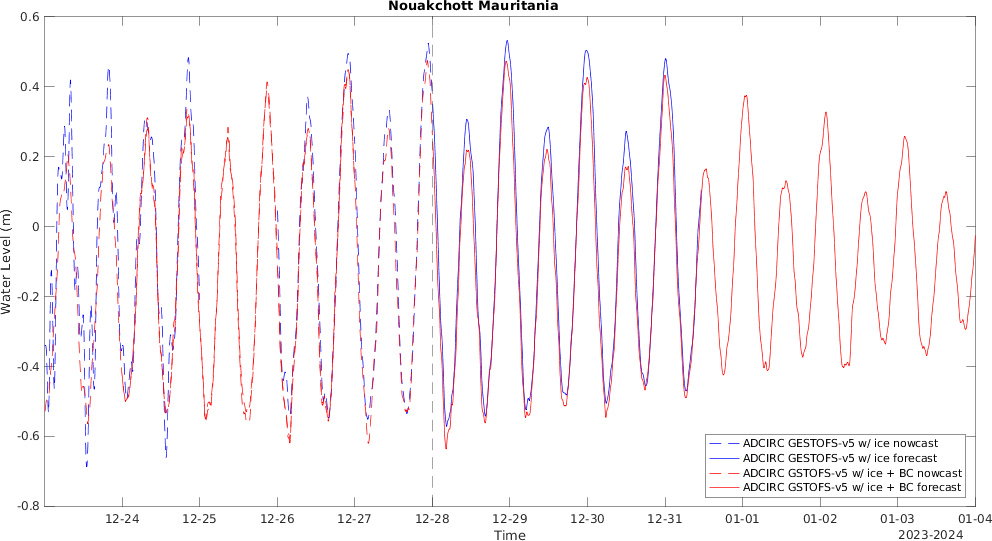 Nouakchott Mauritania
0.6
0.4
0.2
0
-0.2
-0.4
-0.6
-0.8
Water Level (m)
ADCIRC GESTOFS-v5 w/ ice nowcast
ADCIRC GESTOFS-v5 w/ ice forecast
ADCIRC GSTOFS-v5 w/ ice + BC nowcast
ADCIRC GSTOFS-v5 w/ ice + BC forecast
12-24 12-25 12-26 12-27 12-28 12-29 12-30 12-31 01-01 01-02 01-03 01-04
Time
2023-2024